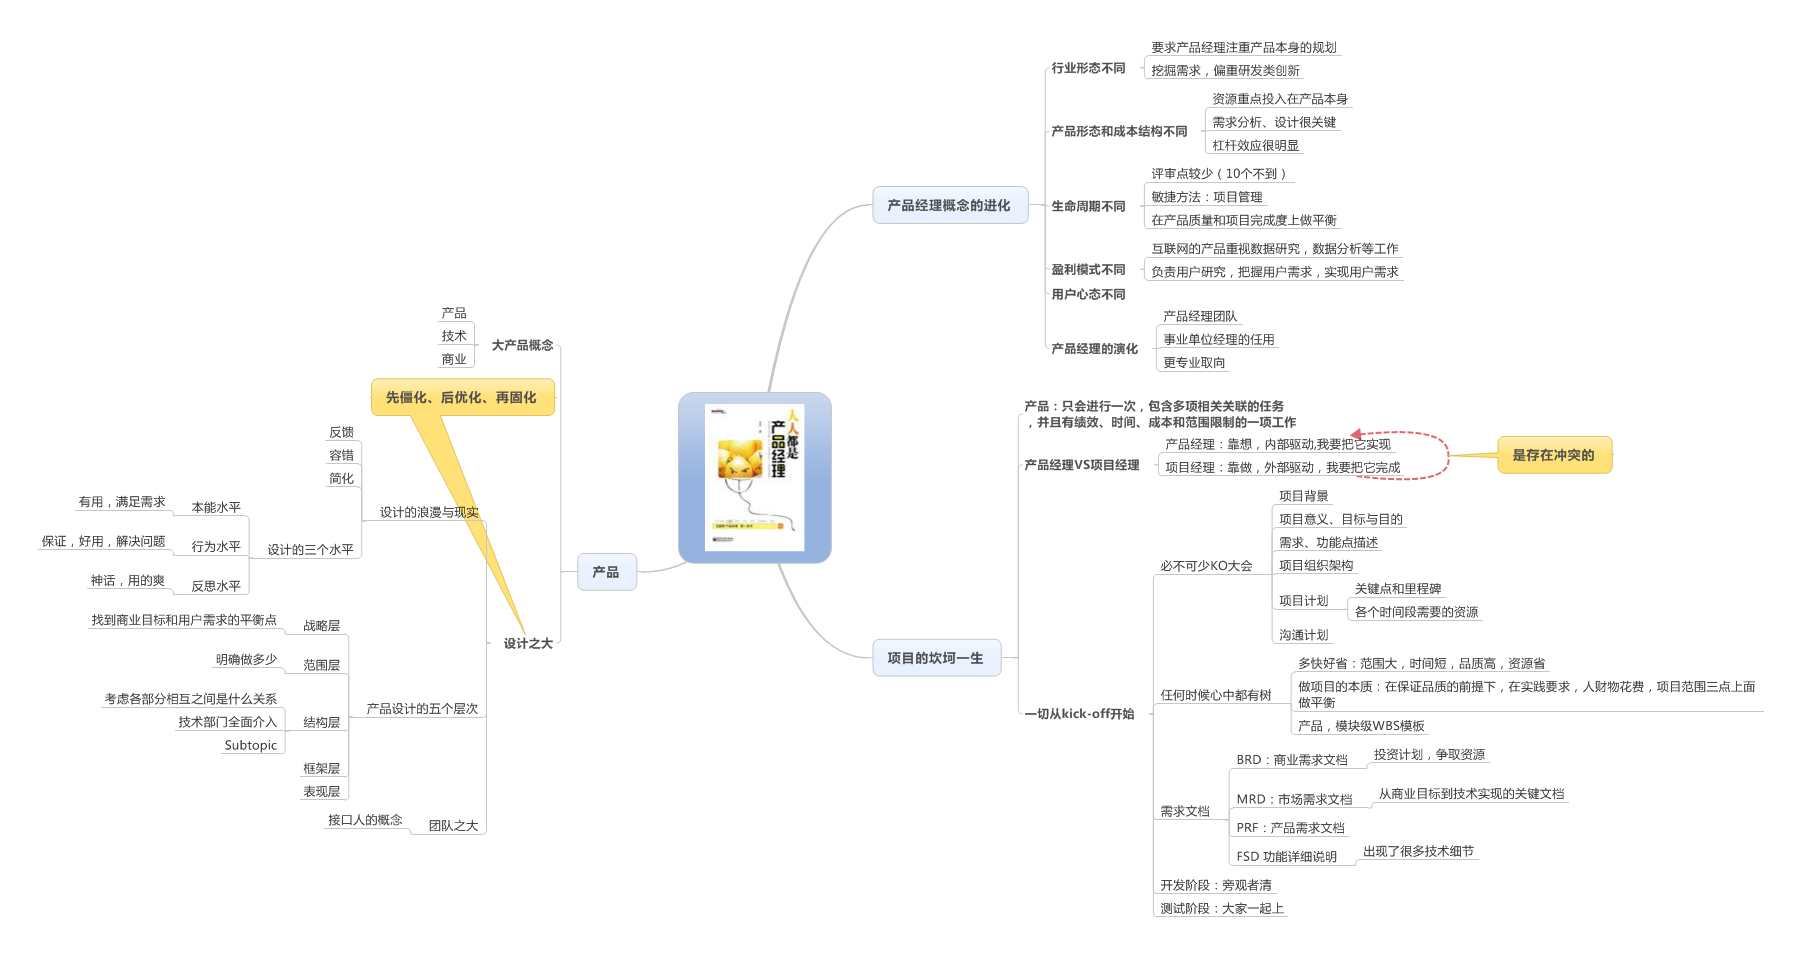 人人都是
产品经理
产品经理概念的进化
行业形态不同
要求产品经理注重产品本身的规划
挖掘需求，偏重研发类创新
产品形态和成本结构不同
资源重点投入在产品本身
需求分析、设计很关键
杠杆效应很明显
生命周期不同
评审点较少（10个不到）
敏捷方法：项目管理
在产品质量和项目完成度上做平衡
盈利模式不同
互联网的产品重视数据研究，数据分析等工作
负责用户研究，把握用户需求，实现用户需求
用户心态不同
产品经理的演化
产品经理团队
事业单位经理的任用
更专业取向
项目的坎坷一生
产品：只会进行一次，包含多项相关关联的任务
，并且有绩效、时间、成本和范围限制的一项工作
产品经理VS项目经理
产品经理：靠想，内部驱动,我要把它实现
项目经理：靠做，外部驱动，我要把它完成
是存在冲突的
一切从kick-off开始
必不可少KO大会
项目背景
项目意义、目标与目的
需求、功能点描述
项目组织架构
项目计划
关键点和里程碑
各个时间段需要的资源
沟通计划
任何时候心中都有树
多快好省：范围大，时间短，品质高，资源省
做项目的本质：在保证品质的前提下，在实践要求，人财物花费，项目范围三点上面
做平衡
产品，模块级WBS模板
需求文档
BRD：商业需求文档
投资计划，争取资源
MRD：市场需求文档
从商业目标到技术实现的关键文档
PRF：产品需求文档
FSD 功能详细说明
出现了很多技术细节
开发阶段：旁观者清
测试阶段：大家一起上
产品
大产品概念
产品
技术
商业
先僵化、后优化、再固化
设计之大
设计的浪漫与现实
反馈
容错
简化
设计的三个水平
本能水平
有用，满足需求
行为水平
保证，好用，解决问题
反思水平
神话，用的爽
产品设计的五个层次
战略层
找到商业目标和用户需求的平衡点
范围层
明确做多少
结构层
考虑各部分相互之间是什么关系
技术部门全面介入
Subtopic
框架层
表现层
团队之大
接口人的概念